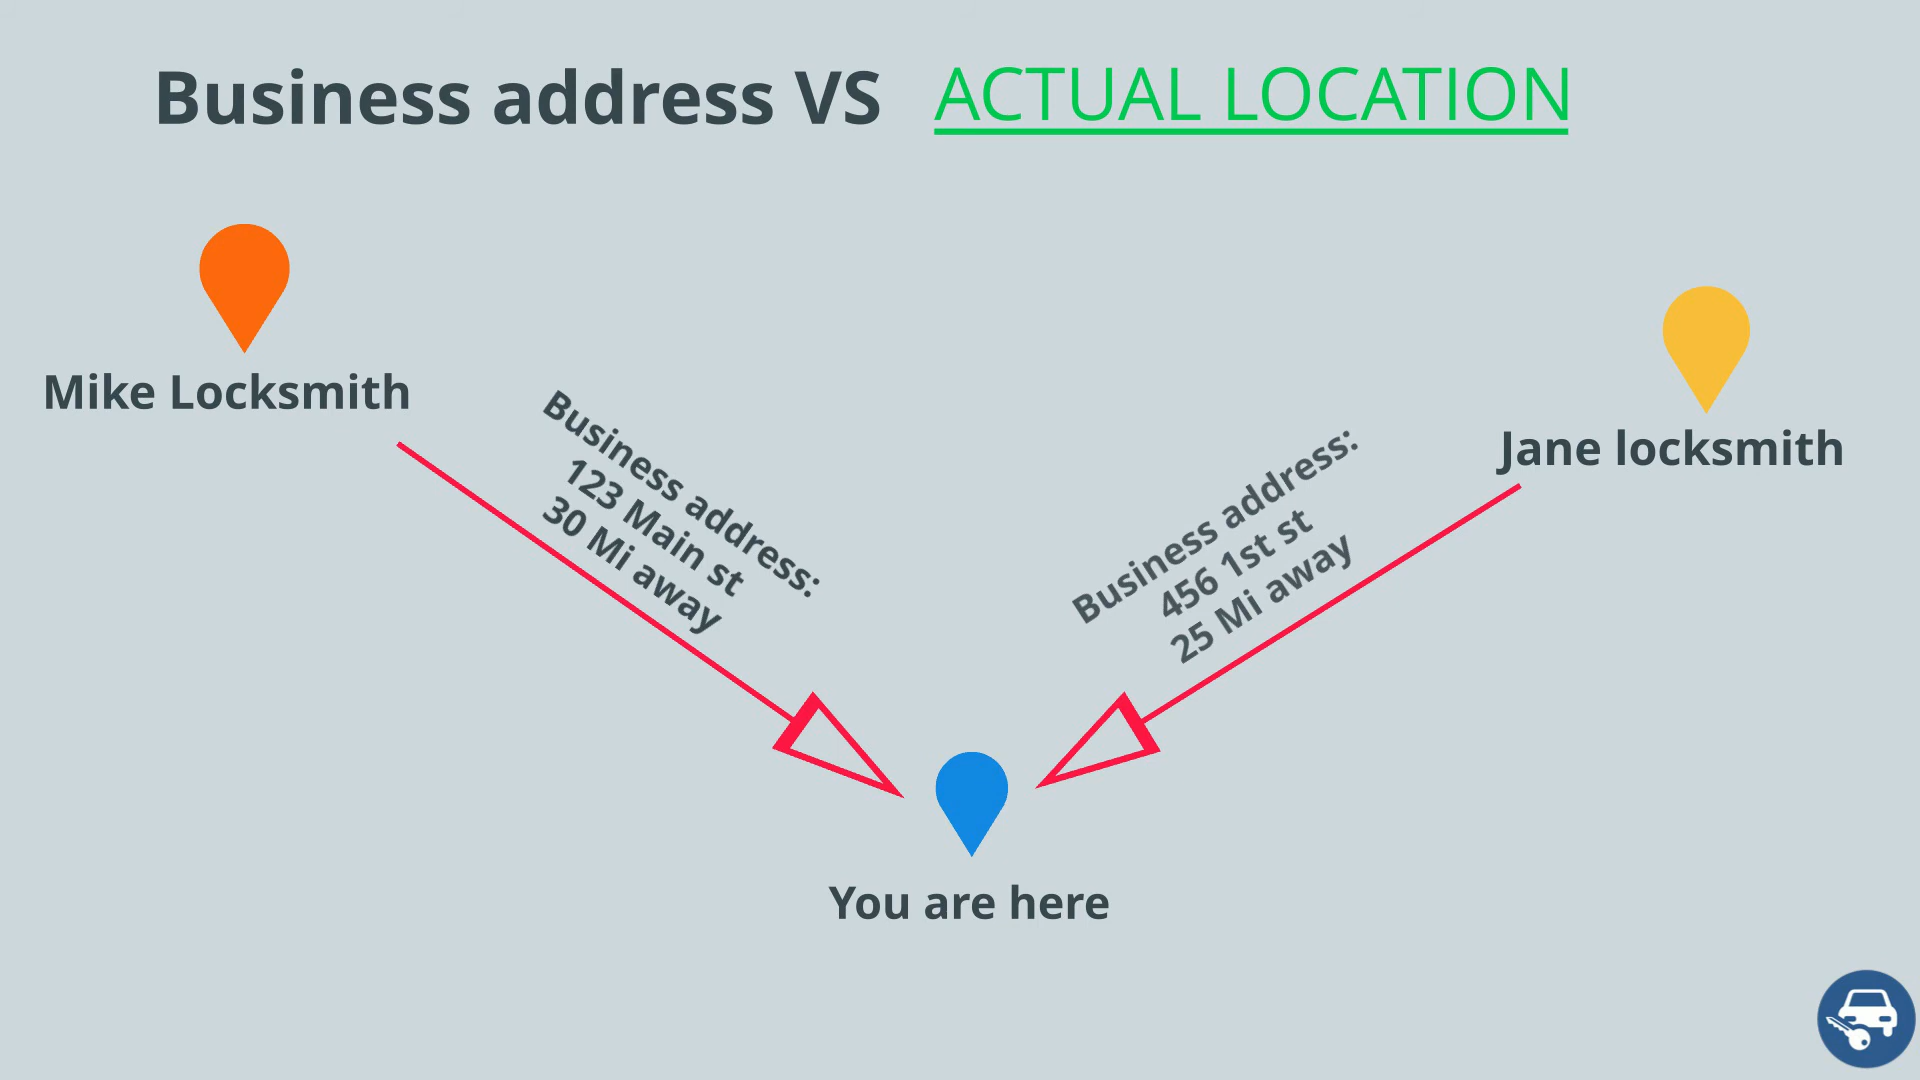 Business address VS ACTUAL LOCATION
Mike Locksmith
Business address:
123 Main st
30 Mi away
Jane locksmith
Business address:
456 1st st
25 Mi away
You are here